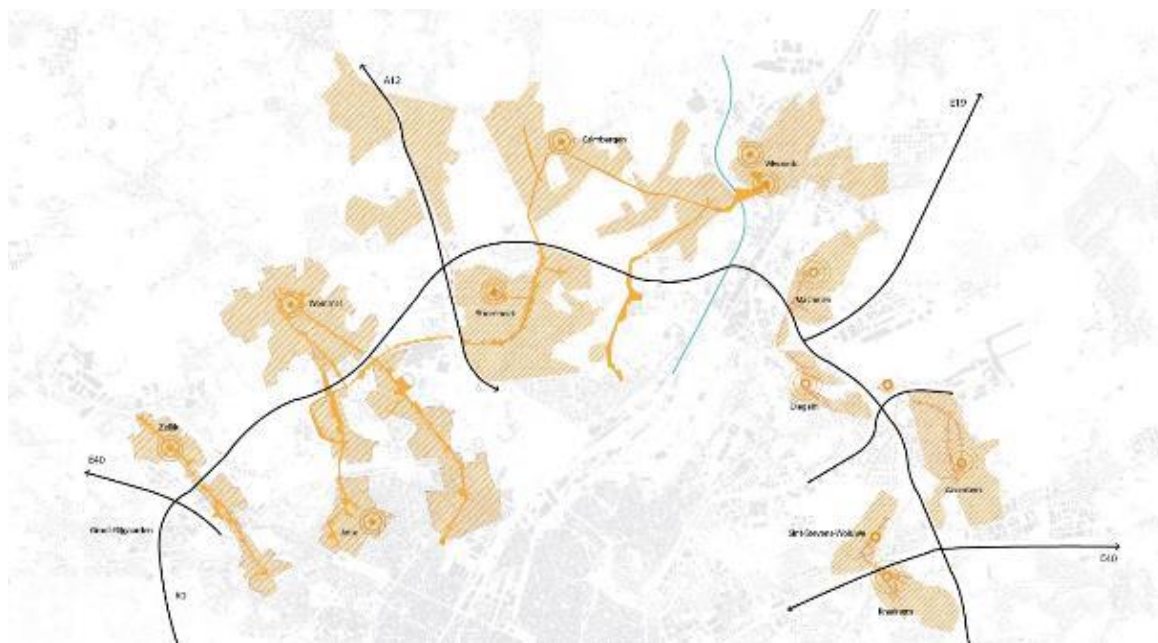 A12
E19
Grimbergen
Vilvoorde
Machelen
Wemmel
Strombeek
Diegem
Zellik
E40
Zaventem
Groot-Bijgaarden
Jette
Sint-Stevens-Woluwe
E40
Kraainem
R0